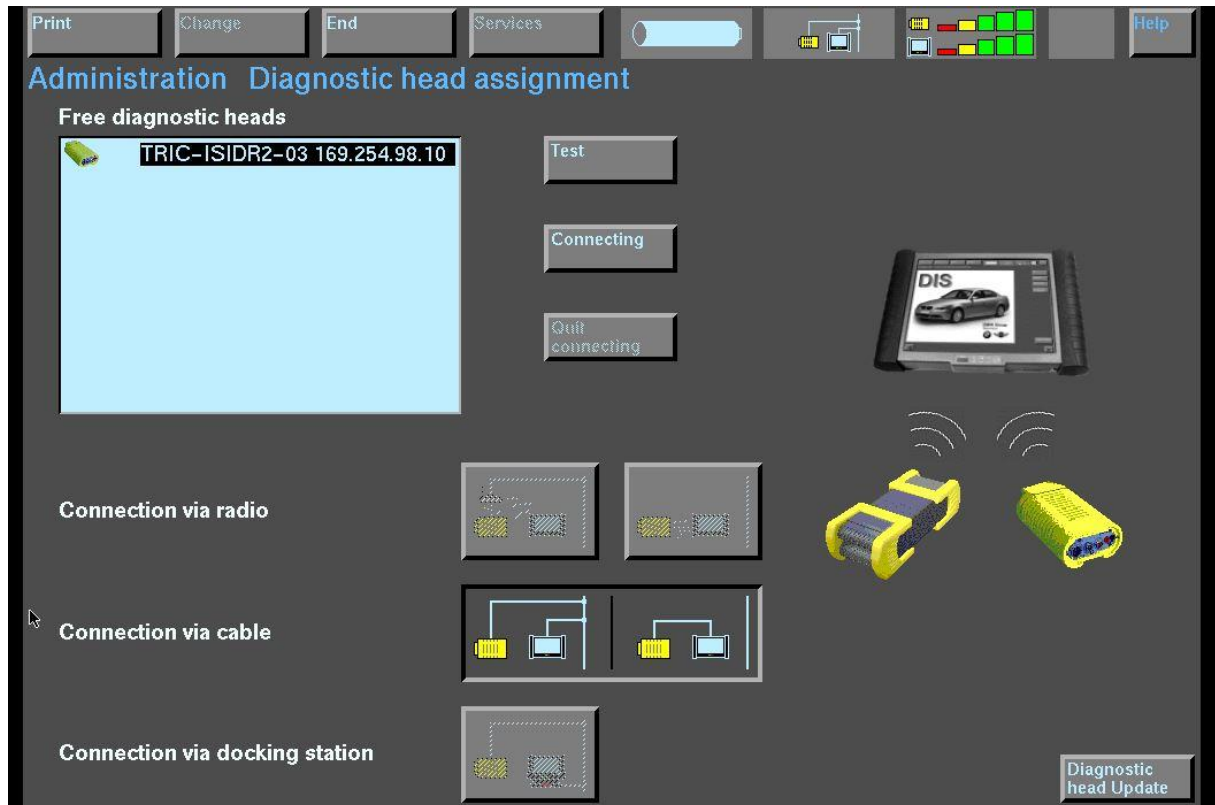 Print
Change
End
Services
Help
Administration Diagnostic head assignment
Free diagnostic heads
TRIC-ISIDR2-03 169.254.98.10
Test
Connecting
Quit
connecting
DIS
Connection via radio
Connection via cable
Connection via docking station
Diagnostic
head Update